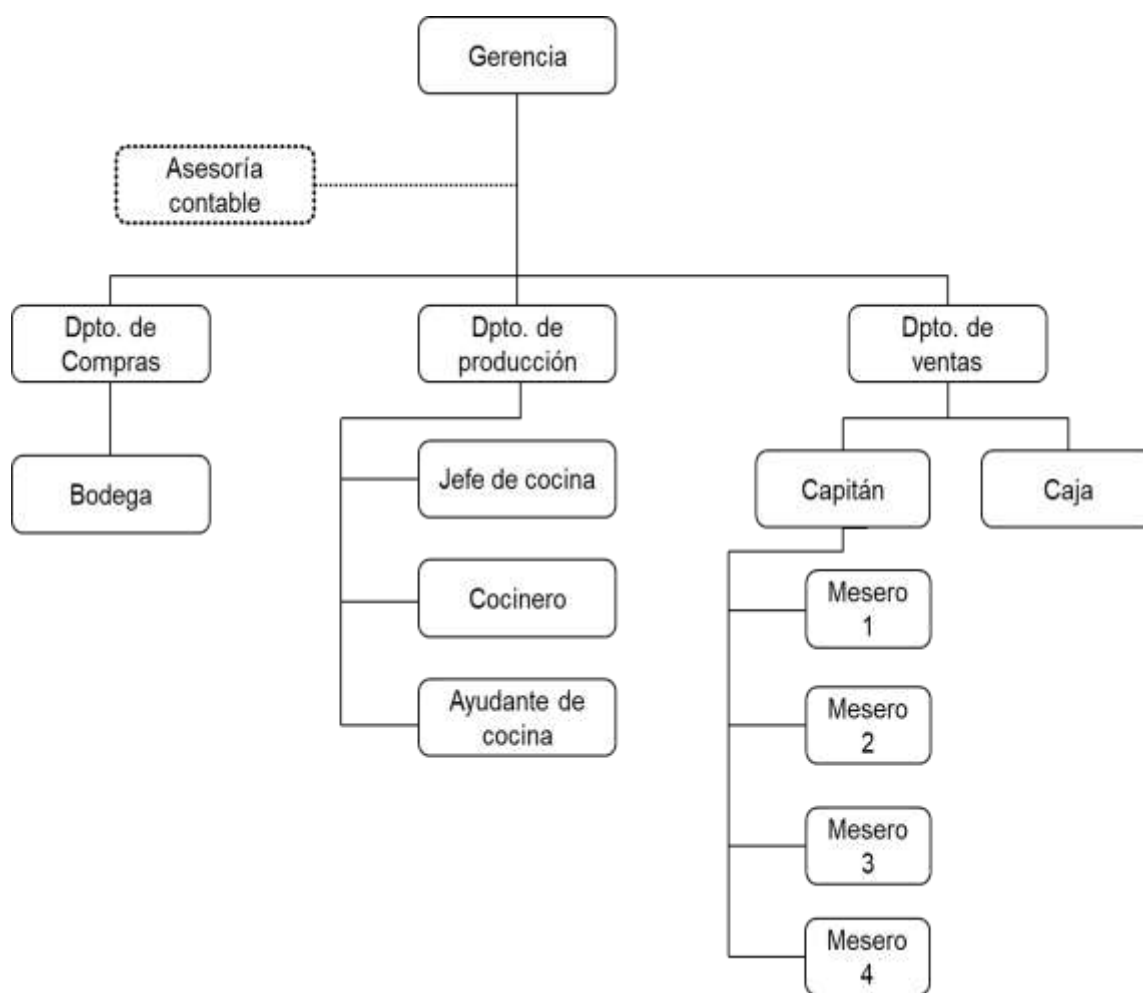 Gerencia
Asesoría
contable
Dpto. de
Compras
Dpto. de
producción
Dpto. de
ventas
Bodega
Jefe de cocina
Capitán
Caja
Cocinero
Mesero
1
Ayudante de
cocina
Mesero
2
Mesero
3
Mesero
4